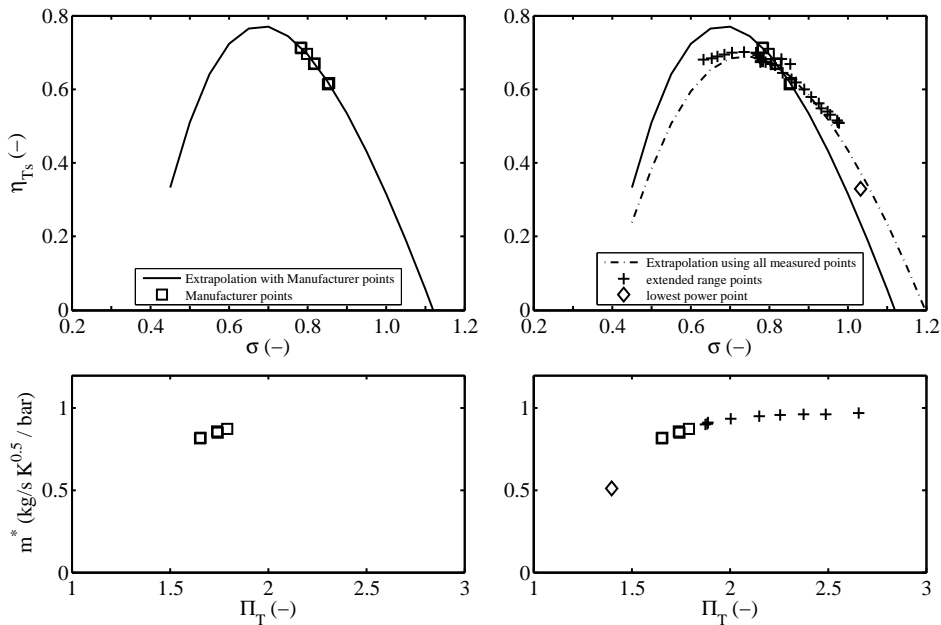 0.8
0.6
0.4
0.2
0
η_Ts (–)
Extrapolation with Manufacturer points
Manufacturer points
0.2 0.4 0.6 0.8 1.0 1.2
σ (–)
0.8
0.6
0.4
0.2
0
Extrapolation using all measured points
extended range points
lowest power point
0.2 0.4 0.6 0.8 1.0 1.2
σ (–)
1
0.5
0
m* (kg/s K^0.5 / bar)
1 1.5 2 2.5 3
Π_T (–)
1
0.5
0
1 1.5 2 2.5 3
Π_T (–)